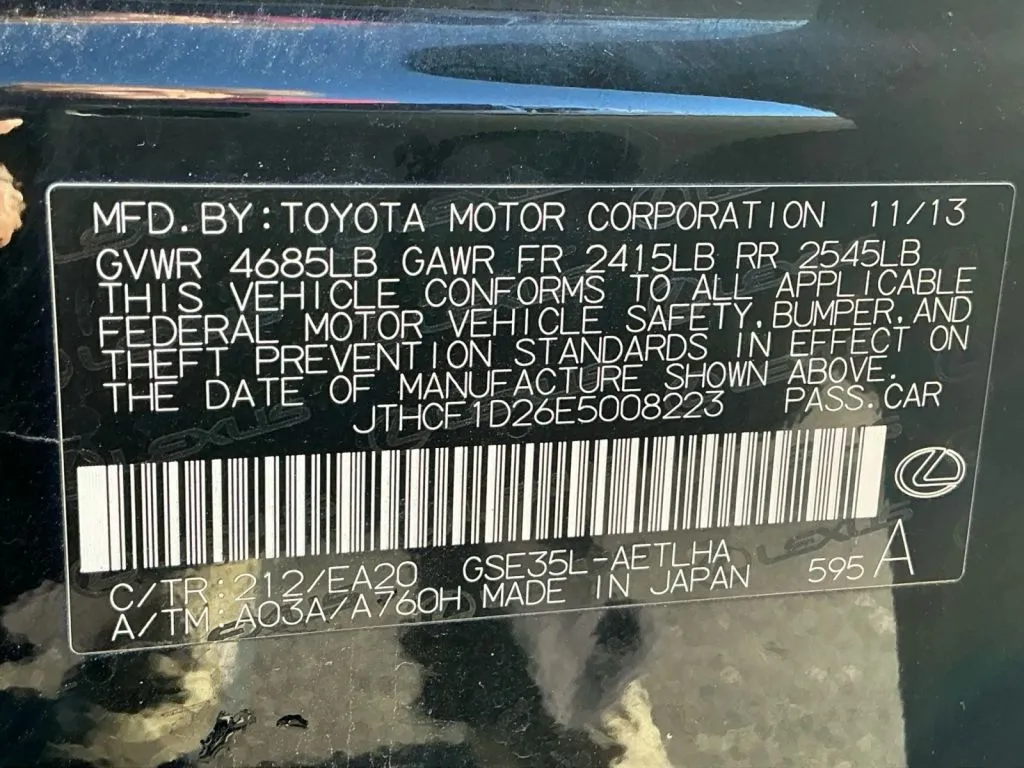 MFD. BY: TOYOTA MOTOR CORPORATION 11/13
GVWR 4685LB GAWR FR 2415LB RR 2545LB
THIS VEHICLE CONFORMS TO ALL APPLICABLE
FEDERAL MOTOR VEHICLE SAFETY, BUMPER, AND
THEFT PREVENTION STANDARDS IN EFFECT ON
THE DATE OF MANUFACTURE SHOWN ABOVE.
JTHCF1D26E5008223 PASS. CAR
C/TR: 212/EA20 GSE35L-AETLHA 595 A
A/TM: A03A/A760H MADE IN JAPAN